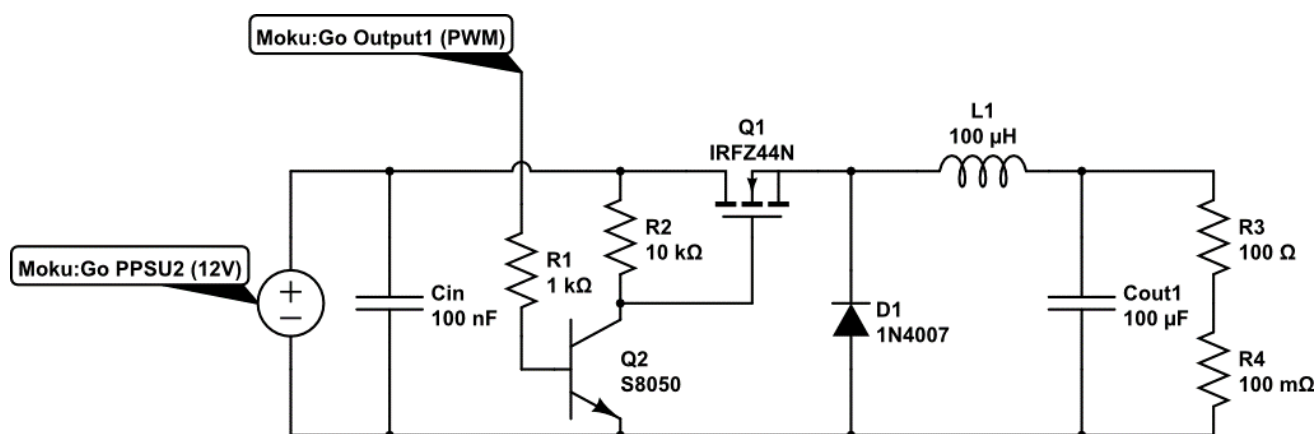 Moku:Go Output1 (PWM)
L1
100 μH
Q1
IRFZ44N
R2
10 kΩ
R3
100 Ω
Moku:Go PPSU2 (12V)
R1
1 kΩ
Cin
100 nF
D1
1N4007
Cout1
100 μF
Q2
S8050
R4
100 mΩ